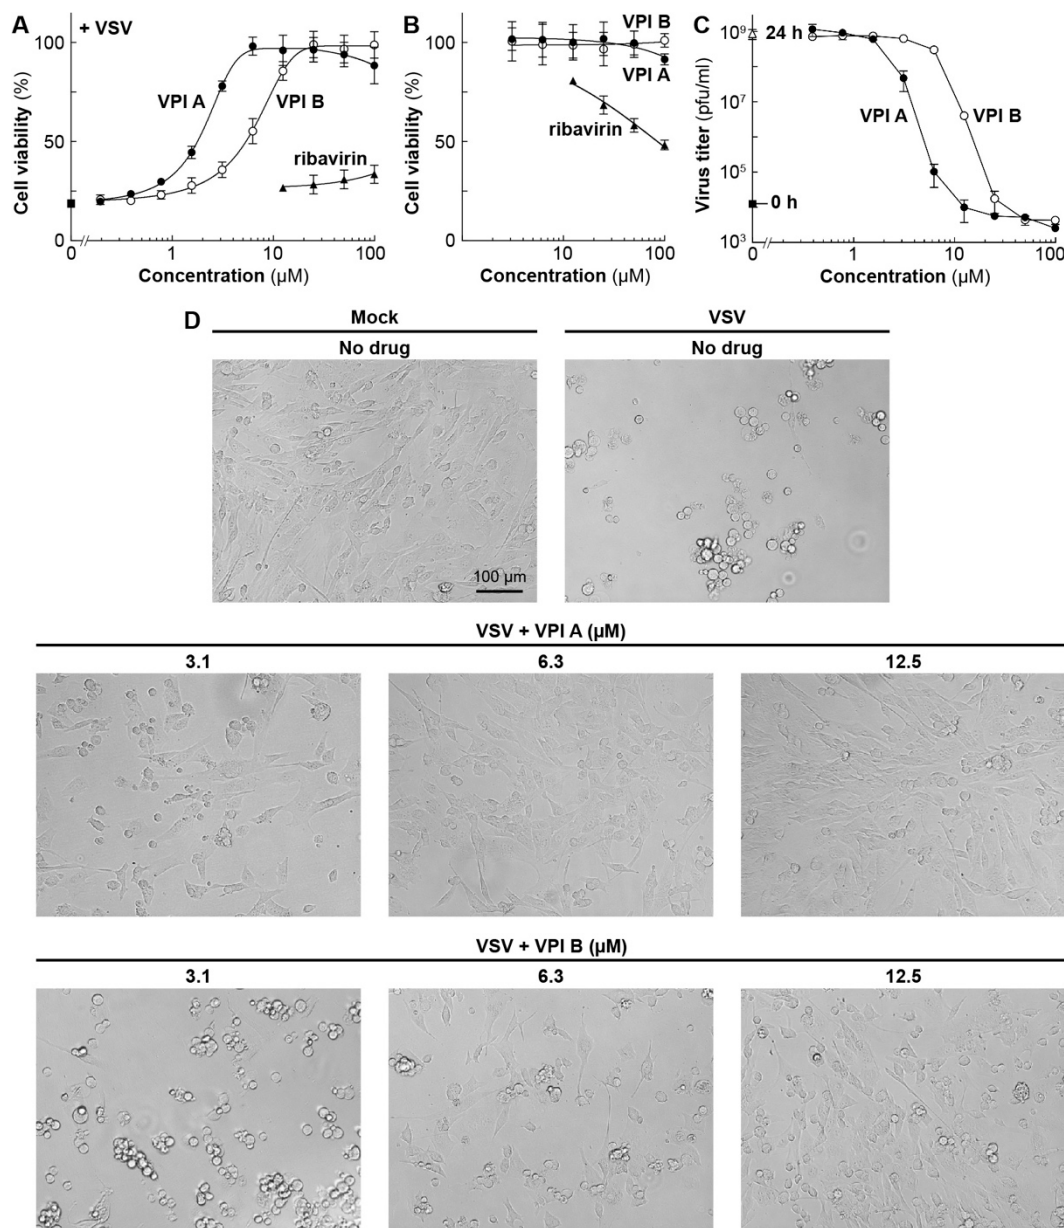 A
+ VSV
Cell viability (%)
100
50
0
VPI A
VPI B
ribavirin
0 1 10 100
Concentration (µM)
B
Cell viability (%)
100
50
0
VPI B
VPI A
ribavirin
0 10 100
Concentration (µM)
C
Virus titer (pfu/ml)
10⁹
10⁷
10⁵
10³
24 h
VPI A
VPI B
0 h
0 1 10 100
Concentration (µM)
D
Mock
VSV
No drug
No drug
100 µm
VSV + VPI A (µM)
3.1 6.3 12.5
VSV + VPI B (µM)
3.1 6.3 12.5